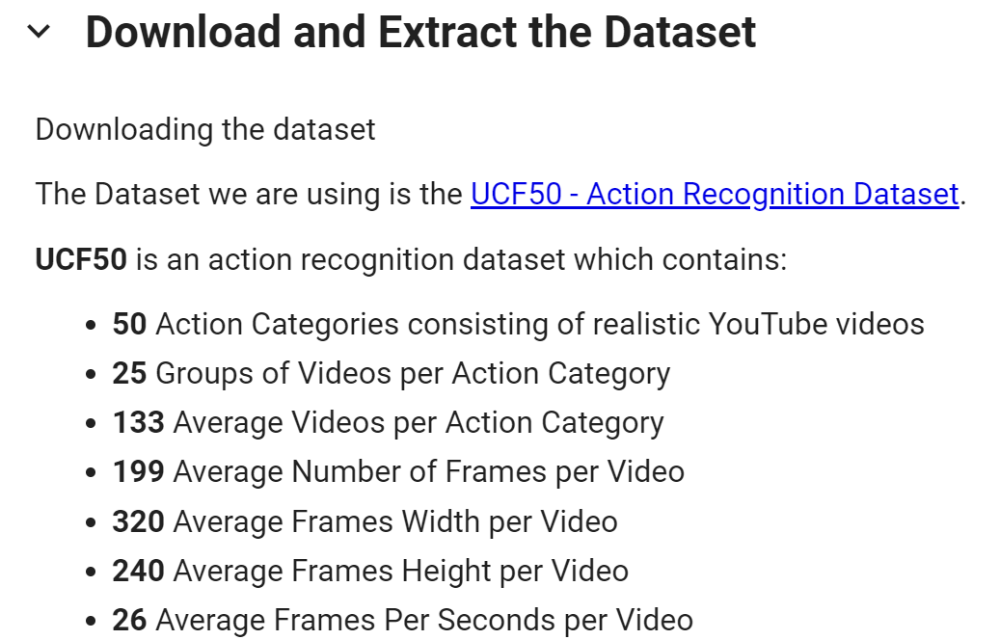 Download and Extract the Dataset
Downloading the dataset
The Dataset we are using is the UCF50 - Action Recognition Dataset.
UCF50 is an action recognition dataset which contains:
• 50 Action Categories consisting of realistic YouTube videos
• 25 Groups of Videos per Action Category
• 133 Average Videos per Action Category
• 199 Average Number of Frames per Video
• 320 Average Frames Width per Video
• 240 Average Frames Height per Video
• 26 Average Frames Per Seconds per Video